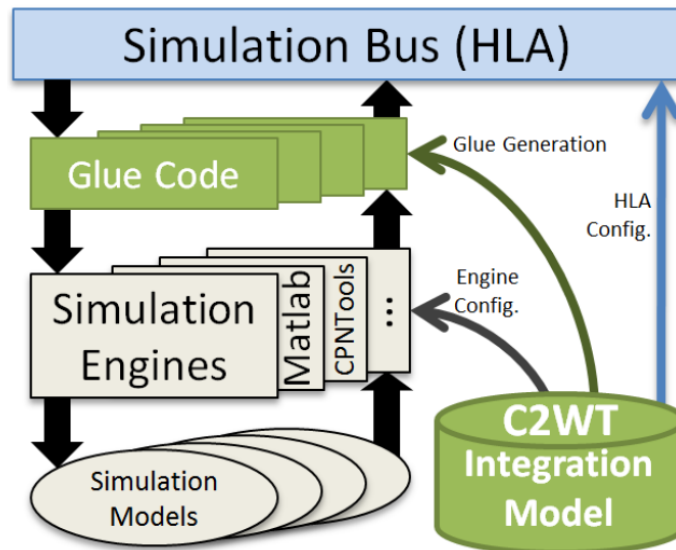 Simulation Bus (HLA)
Glue Code
Glue Generation
HLA
Config.
Simulation
Engines
Matlab
CPNTools
...
Engine
Config.
Simulation
Models
C2WT
Integration
Model